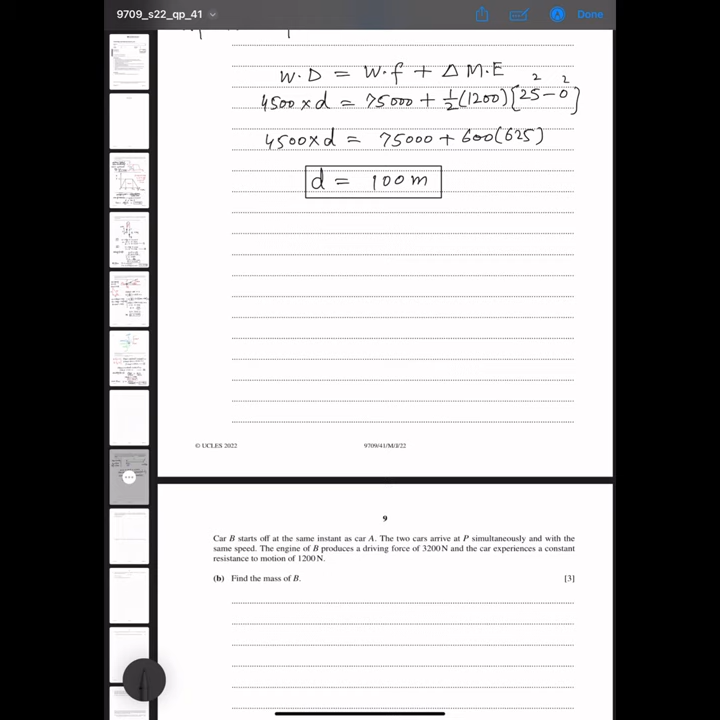 9709_s22_qp_41
Done
W.D = W.f + Δ M.E
4500 x d = 75000 + 1/2 (1200) [25² - 0²]
4500 x d = 75000 + 600 (625)
d = 100 m
© UCLES 2022
9709/41/M/J/22
9
Car B starts off at the same instant as car A. The two cars arrive at P simultaneously and with the
same speed. The engine of B produces a driving force of 3200 N and the car experiences a constant
resistance to motion of 1200 N.
(b) Find the mass of B. [3]